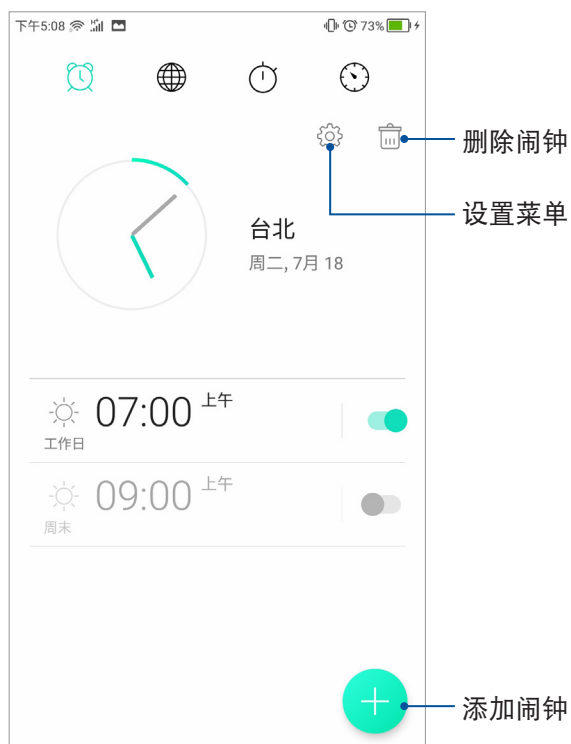 下午5:08 73%
删除闹钟
设置菜单
台北
周二, 7月 18
07:00 上午
工作日
09:00 上午
周末
添加闹钟